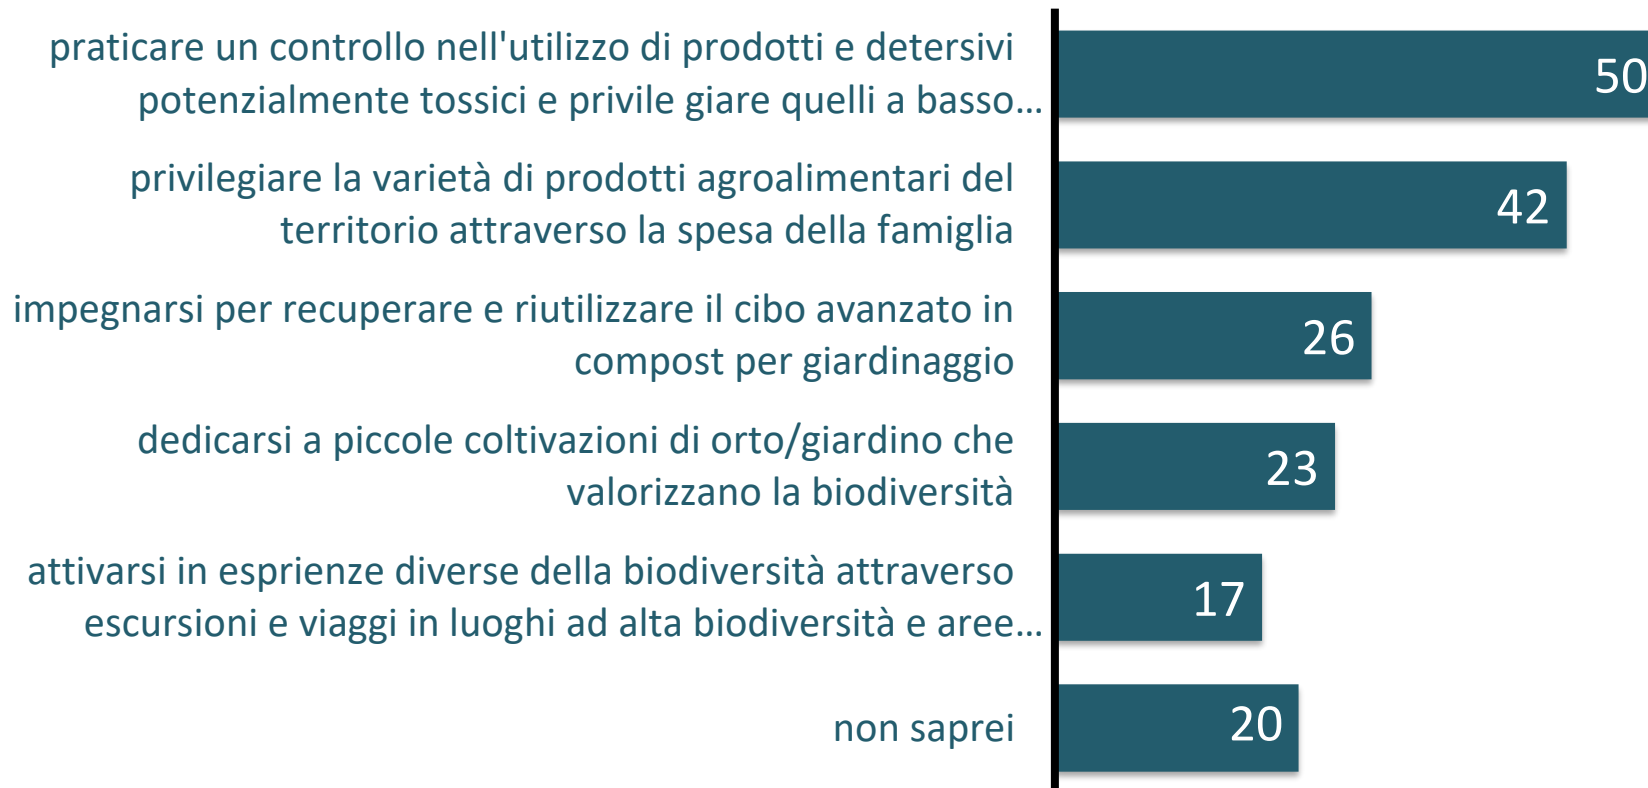 praticare un controllo nell'utilizzo di prodotti e detersivi
potenzialmente tossici e privile giare quelli a basso…
50
privilegiare la varietà di prodotti agroalimentari del
territorio attraverso la spesa della famiglia
42
impegnarsi per recuperare e riutilizzare il cibo avanzato in
compost per giardinaggio
26
dedicarsi a piccole coltivazioni di orto/giardino che
valorizzano la biodiversità
23
attivarsi in esprienze diverse della biodiversità attraverso
escursioni e viaggi in luoghi ad alta biodiversità e aree…
17
non saprei
20